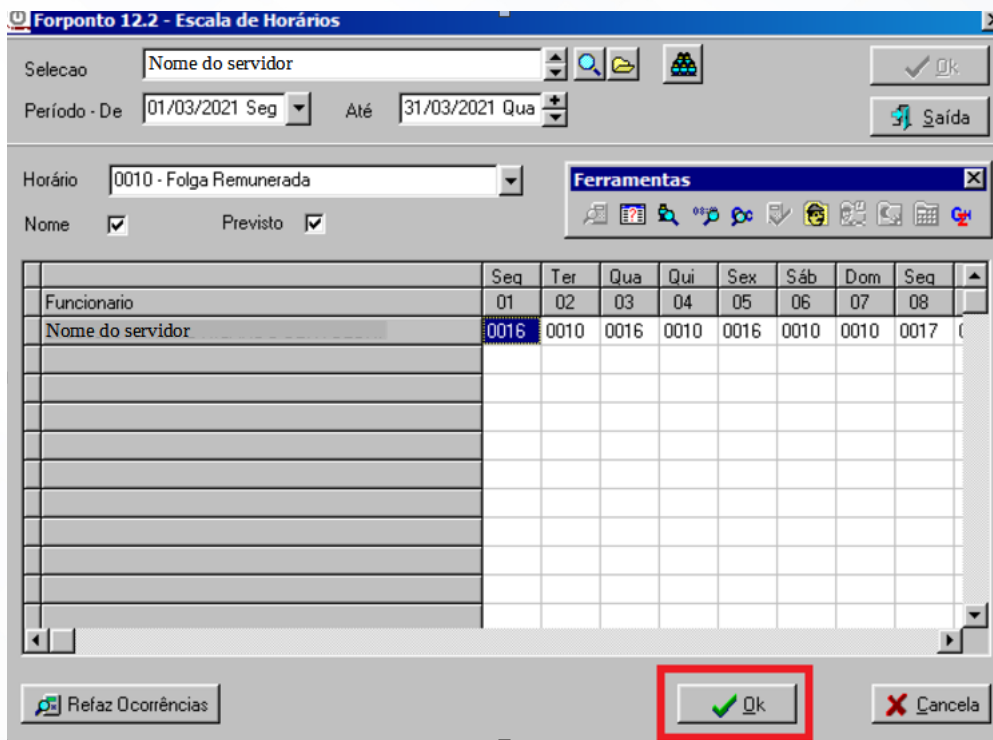 Forponto 12.2 - Escala de Horários
Selecao Nome do servidor Ok
Período - De 01/03/2021 Seg Até 31/03/2021 Qua Saída
Horário 0010 - Folga Remunerada Ferramentas
Nome Previsto
Seg Ter Qua Qui Sex Sáb Dom Seg
Funcionario 01 02 03 04 05 06 07 08
Nome do servidor 0016 0010 0016 0010 0016 0010 0010 0017
Refaz Ocorrências Ok Cancela